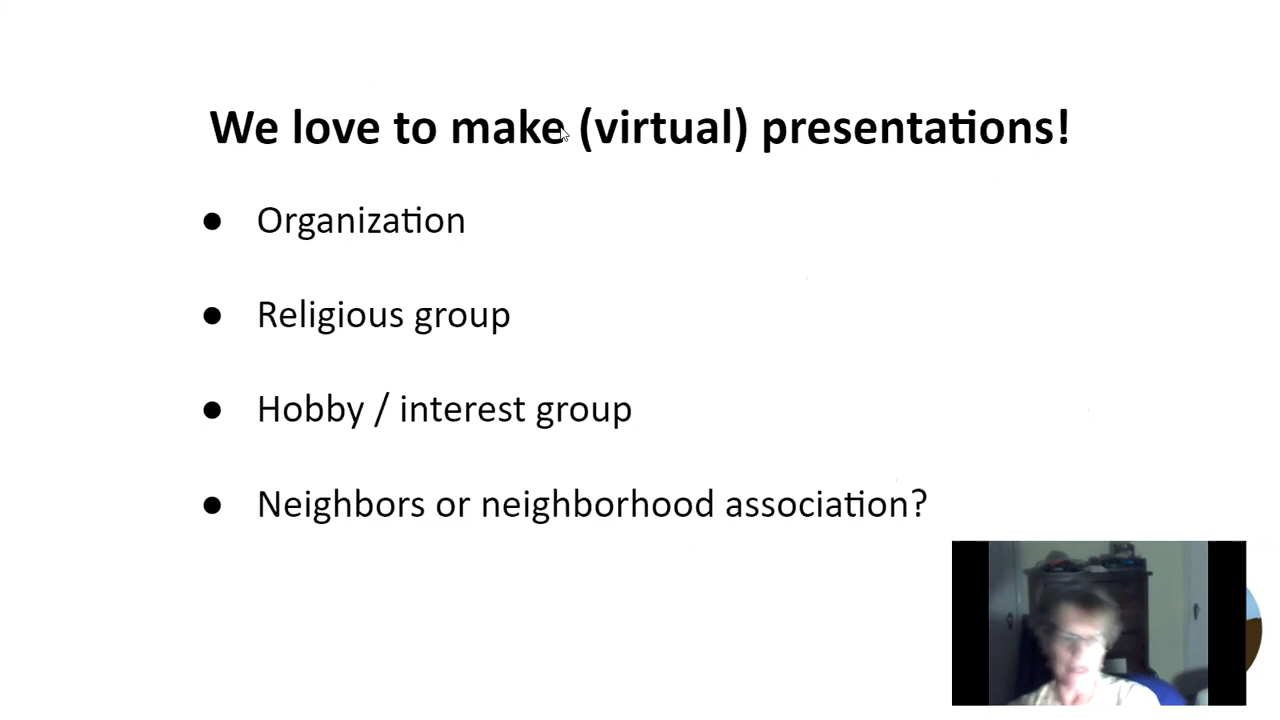 We love to make (virtual) presentations!
● Organization
● Religious group
● Hobby / interest group
● Neighbors or neighborhood association?